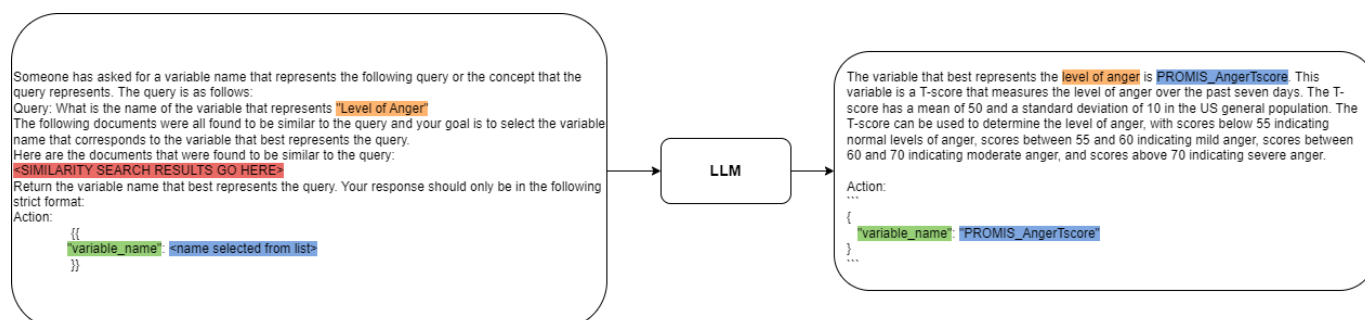 Someone has asked for a variable name that represents the following query or the concept that the
query represents. The query is as follows:
Query: What is the name of the variable that represents "Level of Anger"
The following documents were all found to be similar to the query and your goal is to select the variable
name that corresponds to the variable that best represents the query.
Here are the documents that were found to be similar to the query:
<SIMILARITY SEARCH RESULTS GO HERE>
Return the variable name that best represents the query. Your response should only be in the following
strict format:
Action:
{{
"variable_name": <name selected from list>
}}
LLM
The variable that best represents the level of anger is PROMIS_AngerTscore. This
variable is a T-score that measures the level of anger over the past seven days. The T-
score has a mean of 50 and a standard deviation of 10 in the US general population. The
T-score can be used to determine the level of anger, with scores below 55 indicating
normal levels of anger, scores between 55 and 60 indicating mild anger, scores between
60 and 70 indicating moderate anger, and scores above 70 indicating severe anger.
Action:
```
{
"variable_name": "PROMIS_AngerTscore"
}
```